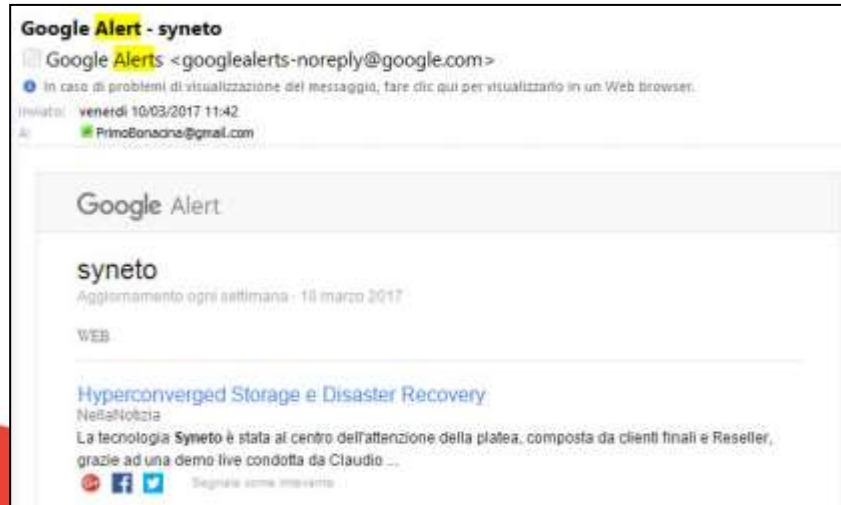 Google Alert - syneto
Google Alerts <googlealerts-noreply@google.com>
In caso di problemi di visualizzazione del messaggio, fare clic qui per visualizzarlo in un Web browser.
Inviato: venerdì 10/03/2017 11:42
A: PrimoBonacina@gmail.com
Google Alert
syneto
Aggiornamento ogni settimana · 10 marzo 2017
WEB
Hyperconverged Storage e Disaster Recovery
NellaNotizia
La tecnologia Syneto è stata al centro dell'attenzione della platea, composta da clienti finali e Reseller,
grazie ad una demo live condotta da Claudio ...
Segnala come irrilevante